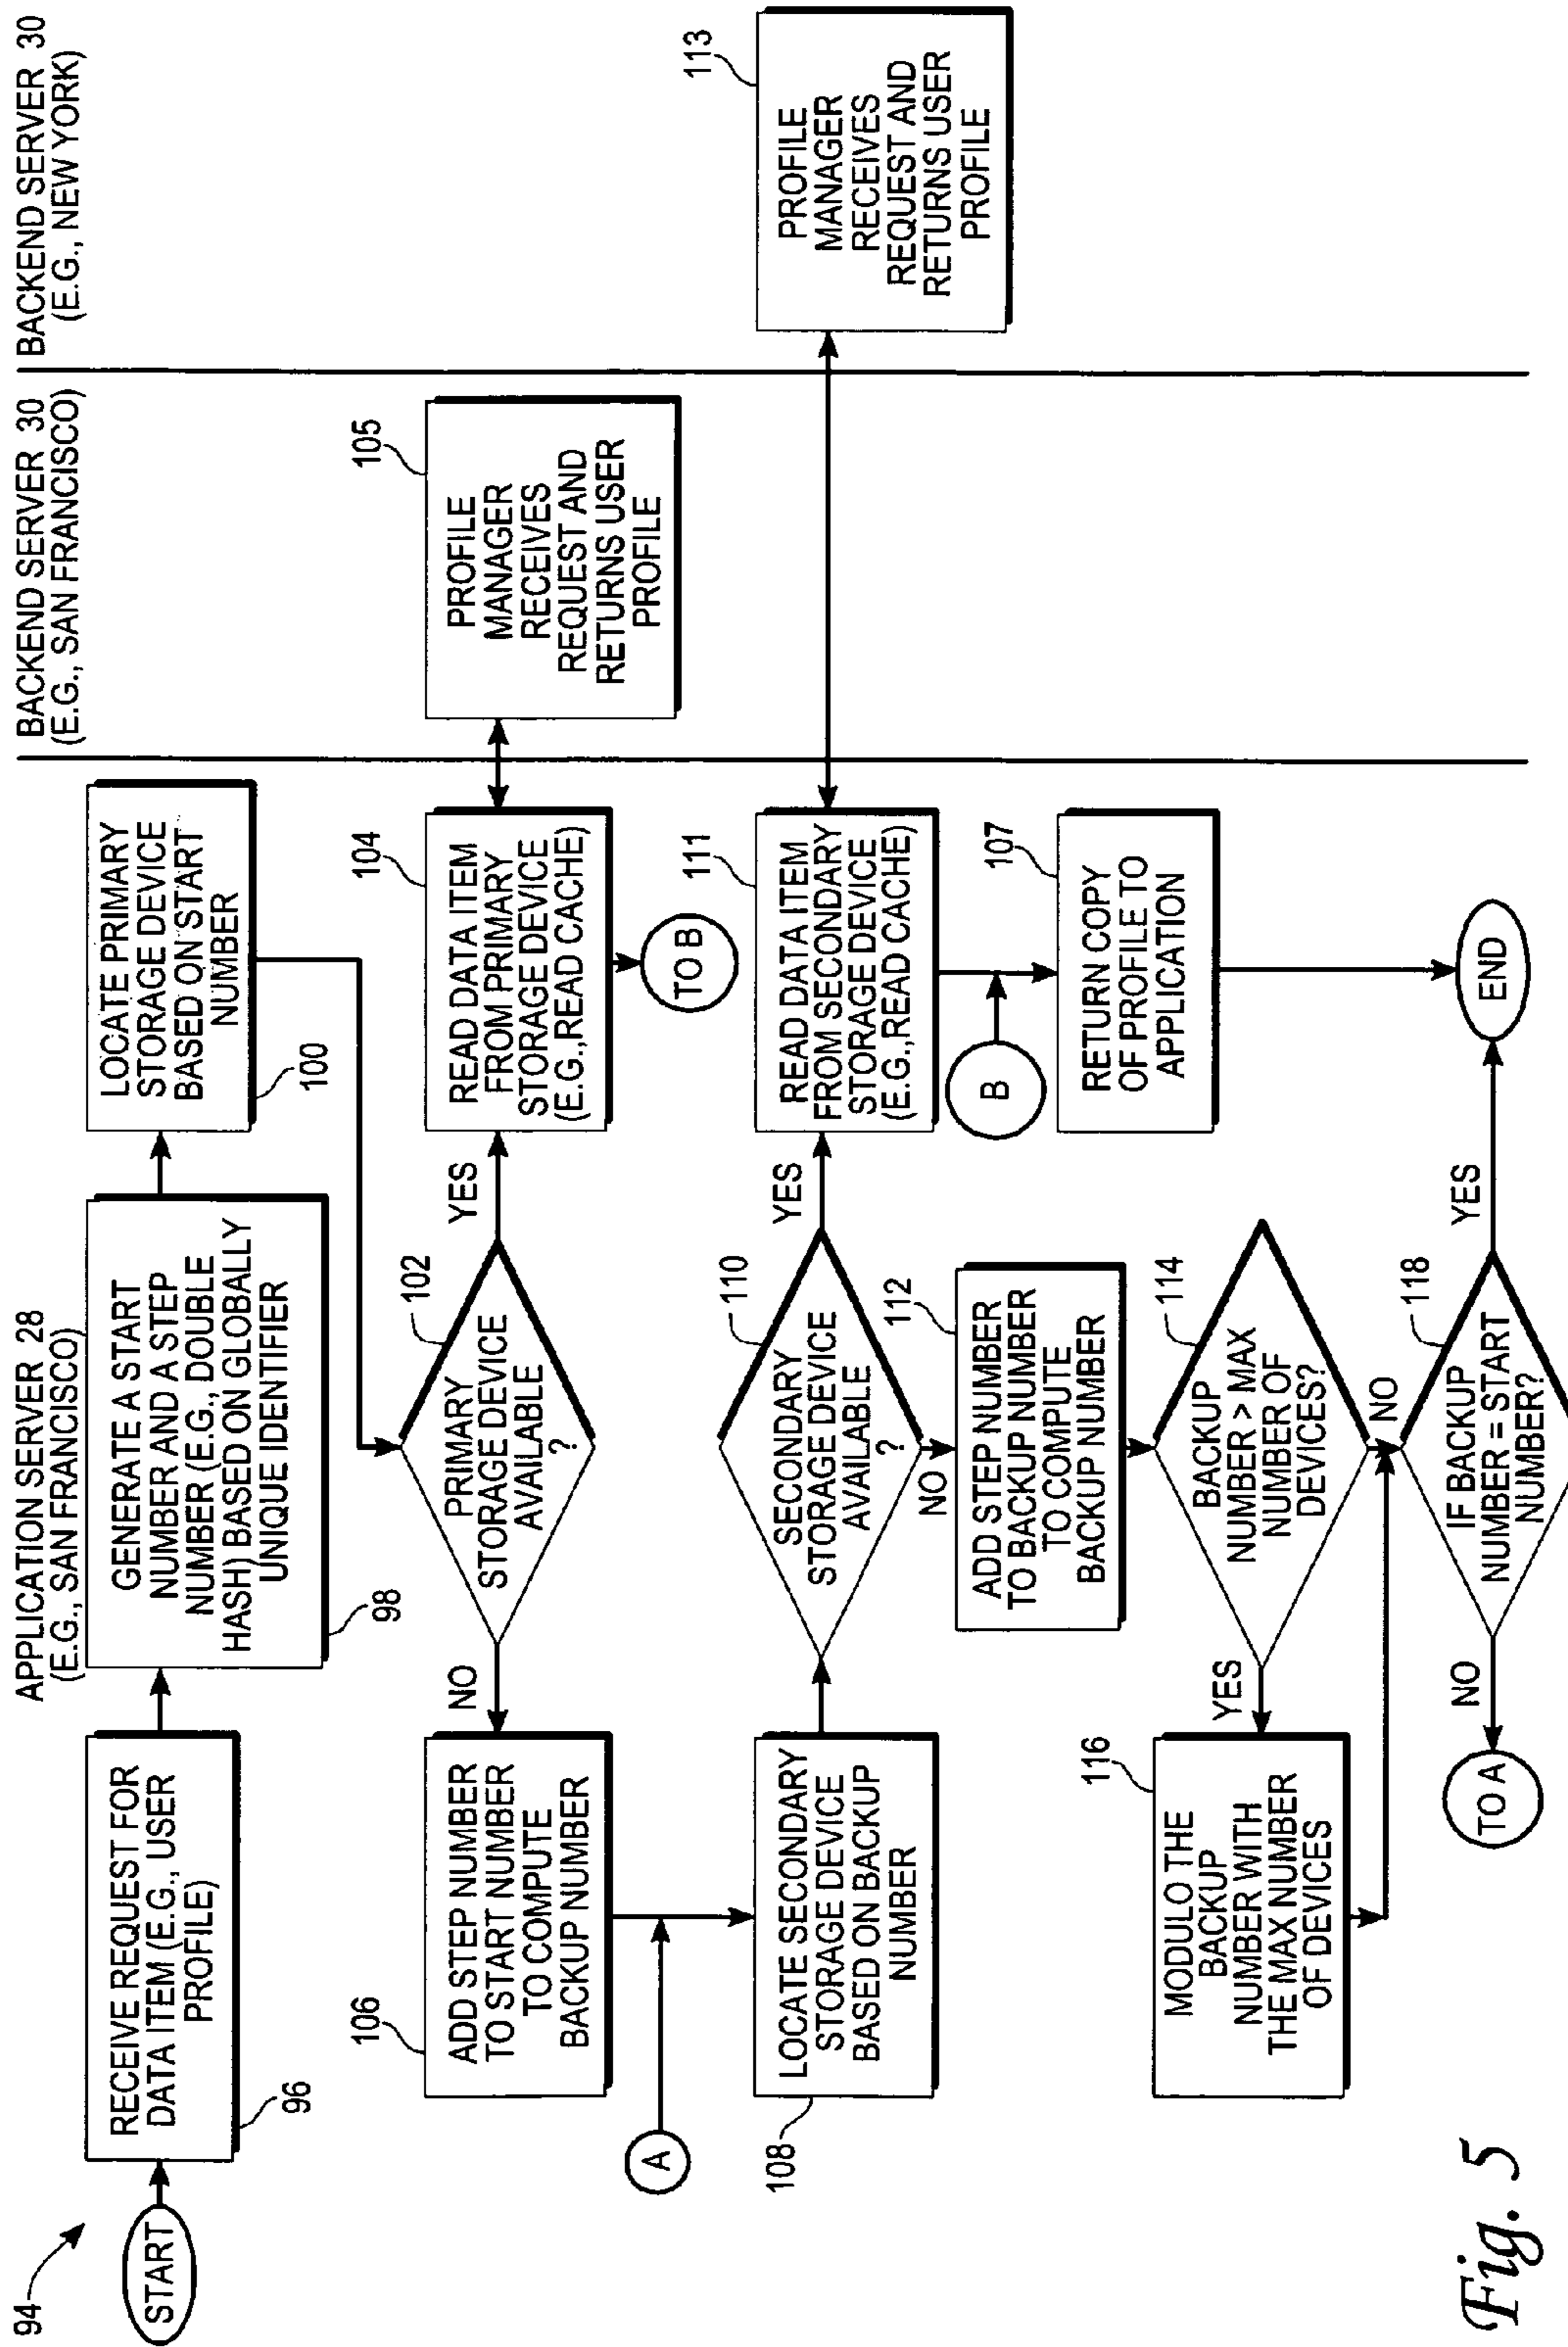 94
APPLICATION SERVER 28
(E.G., SAN FRANCISCO)
BACKEND SERVER 30
(E.G., SAN FRANCISCO)
BACKEND SERVER 30
(E.G., NEW YORK)
START
RECEIVE REQUEST FOR
DATA ITEM (E.G., USER
PROFILE)
96
GENERATE A START
NUMBER AND A STEP
NUMBER (E.G., DOUBLE
HASH) BASED ON GLOBALLY
UNIQUE IDENTIFIER
98
LOCATE PRIMARY
STORAGE DEVICE
BASED ON START
NUMBER
100
PRIMARY
STORAGE DEVICE
AVAILABLE
?
102
YES
NO
READ DATA ITEM
FROM PRIMARY
STORAGE DEVICE
(E.G.,READ CACHE)
104
TO B
PROFILE
MANAGER
RECEIVES
REQUEST AND
RETURNS USER
PROFILE
105
ADD STEP NUMBER
TO START NUMBER
TO COMPUTE
BACKUP NUMBER
106
A
LOCATE SECONDARY
STORAGE DEVICE
BASED ON BACKUP
NUMBER
108
SECONDARY
STORAGE DEVICE
AVAILABLE
?
110
YES
NO
READ DATA ITEM
FROM SECONDARY
STORAGE DEVICE
(E.G.,READ CACHE)
111
PROFILE
MANAGER
RECEIVES
REQUEST AND
RETURNS USER
PROFILE
113
B
RETURN COPY
OF PROFILE TO
APPLICATION
107
ADD STEP NUMBER
TO BACKUP NUMBER
TO COMPUTE
BACKUP NUMBER
112
BACKUP
NUMBER > MAX
NUMBER OF
DEVICES?
114
YES
NO
MODULO THE
BACKUP
NUMBER WITH
THE MAX NUMBER
OF DEVICES
116
IF BACKUP
NUMBER = START
NUMBER?
118
YES
NO
TO A
END
Fig. 5